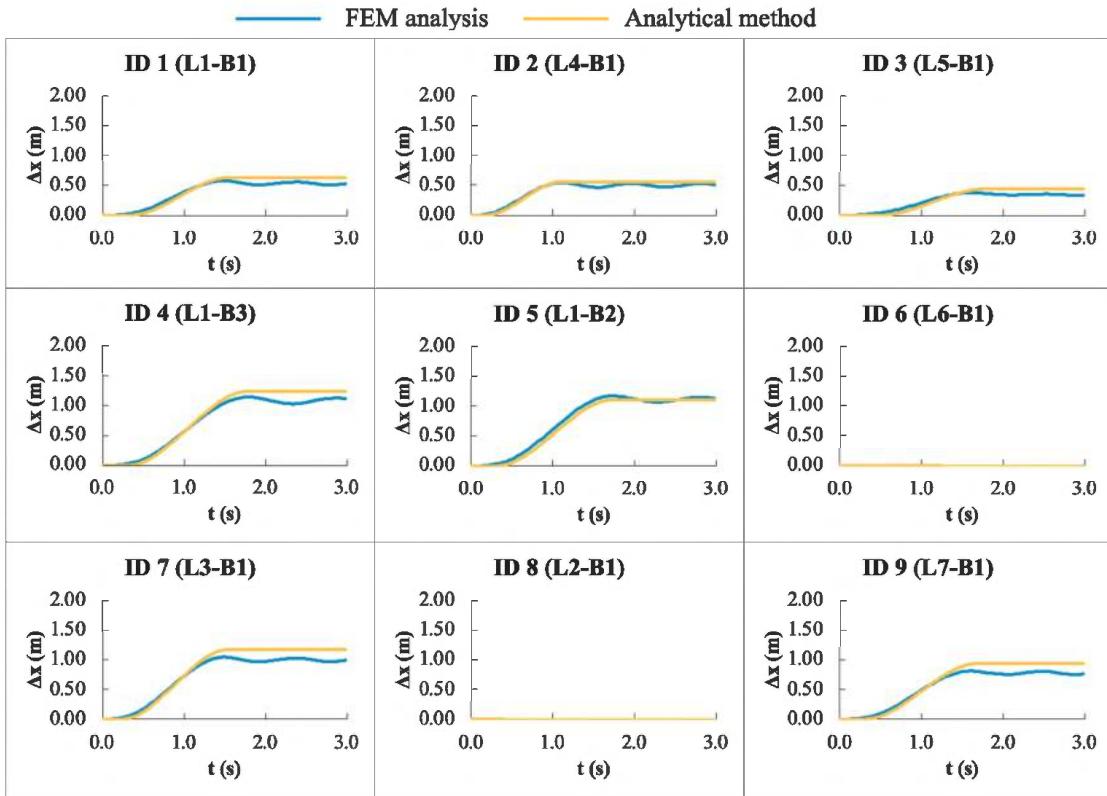 FEM analysis Analytical method
ID 1 (L1-B1) ID 2 (L4-B1) ID 3 (L5-B1)
2.00 2.00 2.00
1.50 1.50 1.50
1.00 1.00 1.00
0.50 0.50 0.50
0.00 0.00 0.00
Δx (m) Δx (m) Δx (m)
0.0 1.0 2.0 3.0 0.0 1.0 2.0 3.0 0.0 1.0 2.0 3.0
t (s) t (s) t (s)
ID 4 (L1-B3) ID 5 (L1-B2) ID 6 (L6-B1)
2.00 2.00 2.00
1.50 1.50 1.50
1.00 1.00 1.00
0.50 0.50 0.50
0.00 0.00 0.00
Δx (m) Δx (m) Δx (m)
0.0 1.0 2.0 3.0 0.0 1.0 2.0 3.0 0.0 1.0 2.0 3.0
t (s) t (s) t (s)
ID 7 (L3-B1) ID 8 (L2-B1) ID 9 (L7-B1)
2.00 2.00 2.00
1.50 1.50 1.50
1.00 1.00 1.00
0.50 0.50 0.50
0.00 0.00 0.00
Δx (m) Δx (m) Δx (m)
0.0 1.0 2.0 3.0 0.0 1.0 2.0 3.0 0.0 1.0 2.0 3.0
t (s) t (s) t (s)